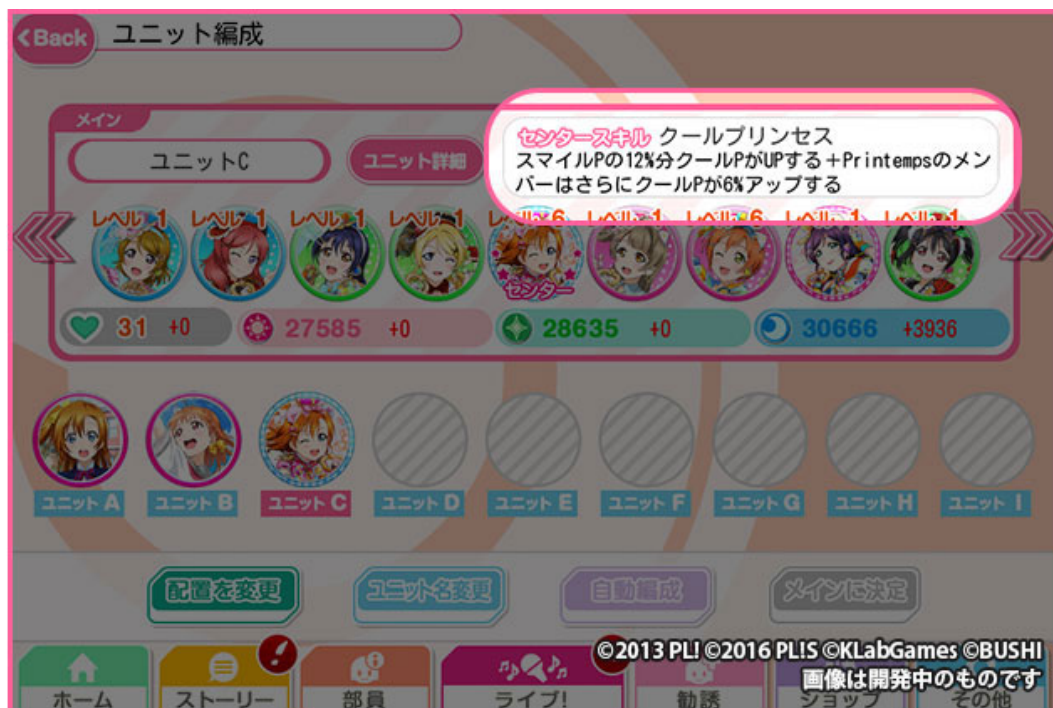 <Back
ユニット編成
メイン
ユニットC
ユニット詳細
センタースキル クールプリンセス
スマイルPの12%分クールPがUPする+Printempsのメン
バーはさらにクールPが6%アップする
レベル 1 レベル 1 レベル 1 レベル 1 レベル 6 レベル 1 レベル 6 レベル 1 レベル 1
センター
31 +0 27585 +0 28635 +0 30666 +3936
ユニット A ユニット B ユニット C ユニット D ユニット E ユニット F ユニット G ユニット H ユニット I
配置を変更 ユニット名変更 自動編成 メインに決定
©2013 PL! ©2016 PL!S ©KLabGames ©BUSHI
画像は開発中のものです
ホーム ストーリー 部員 ライブ! 勧誘 ショップ その他